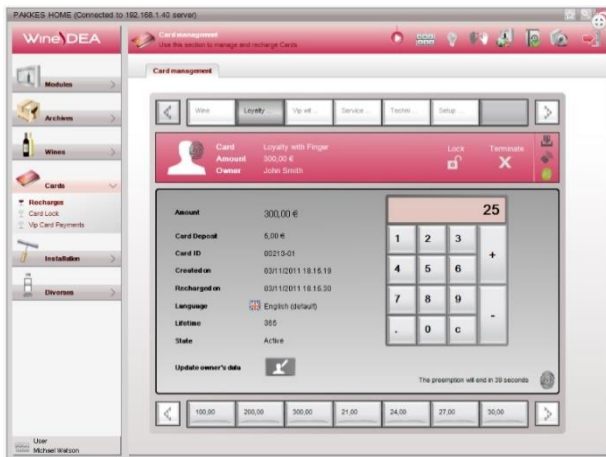 PAKKES HOME (Connected to 192.168.1.40 server)
Wine IDEA
Card management
Use this section to manage and recharge Cards
Modules
Archives
Wines
Cards
Recharges
Card Lock
Vip Card Payments
Installation
Diverses
User
Michael Watson
Card management
Wine
Loyalty ...
Vip wit ...
Service ...
Techni ...
Setup ...
Card Loyalty with Finger
Amount 300,00 €
Owner John Smith
Lock
Terminate
Amount 300,00 €
Card Deposit 5,00 €
Card ID 00213-01
Created on 03/11/2011 18.15.19
Recharged on 03/11/2011 18.15.30
Language English (default)
Lifetime 365
State Active
Update owner's data
25
1 2 3 +
4 5 6
7 8 9 -
. 0 c
The preemption will end in 39 seconds
100,00 200,00 300,00 21,00 24,00 27,00 30,00